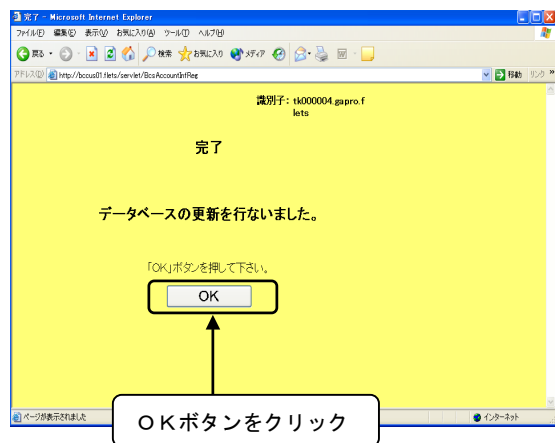 完了 - Microsoft Internet Explorer
ファイル(F) 編集(E) 表示(V) お気に入り(A) ツール(T) ヘルプ(H)
戻る 検索 お気に入り メディア
アドレス(D) http://bccus01.flets/servlet/BcsAccountInfReg 移動 リンク »
識別子: tk000004.gapro.f
lets
完了
データベースの更新を行ないました。
「OK」ボタンを押して下さい。
OK
ページが表示されました インターネット
OKボタンをクリック